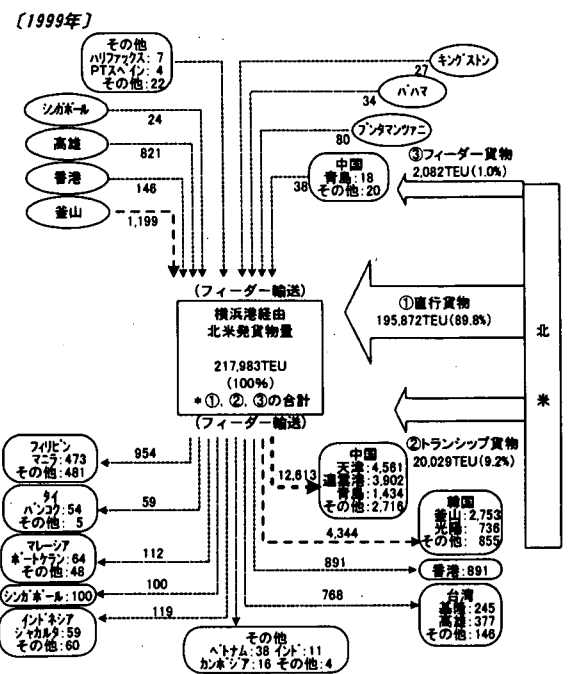 〔1999年〕
その他
ハリファックス: 7
PTスペイン: 4
その他: 22
キングストン
27
バハマ
34
プンタマンツァニ
80
シンガポール
24
高雄
821
香港
146
釜山
1,199
中国
青島: 18
その他: 20
38
③フィーダー貨物
2,082TEU(1.0%)
(フィーダー輸送)
横浜港経由
北米発貨物量
217,983TEU
(100%)
*①, ②, ③の合計
(フィーダー輸送)
①直行貨物
195,872TEU(89.8%)
北
米
②トランシップ貨物
20,029TEU(9.2%)
フィリピン
マニラ: 473
その他: 481
954
タイ
バンコク: 54
その他: 5
59
マレーシア
ポートケラン: 64
その他: 48
112
シンガポール: 100
100
インドネシア
ジャカルタ: 59
その他: 60
119
その他
ベトナム: 38 インド: 11
カンボジア: 16 その他: 4
12,613
中国
天津: 4,561
連雲港: 3,902
青島: 1,434
その他: 2,716
4,344
韓国
釜山: 2,753
光陽: 736
その他: 855
891
香港: 891
768
台湾
基隆: 245
高雄: 377
その他: 146